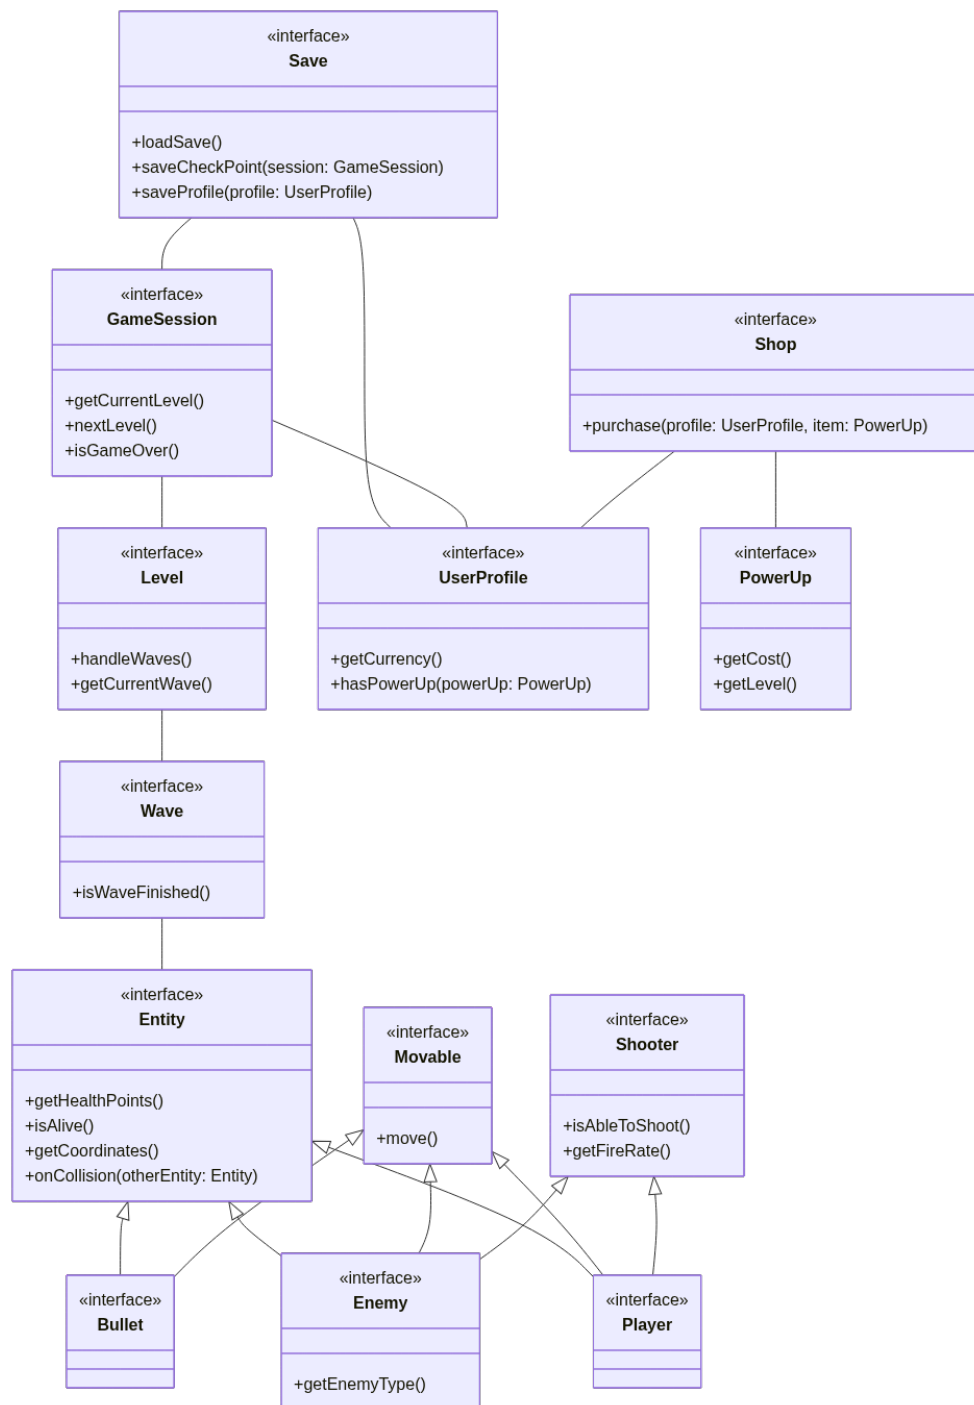 «interface»
Save
+loadSave()
+saveCheckPoint(session: GameSession)
+saveProfile(profile: UserProfile)
«interface»
GameSession
+getCurrentLevel()
+nextLevel()
+isGameOver()
«interface»
Shop
+purchase(profile: UserProfile, item: PowerUp)
«interface»
Level
+handleWaves()
+getCurrentWave()
«interface»
UserProfile
+getCurrency()
+hasPowerUp(powerUp: PowerUp)
«interface»
PowerUp
+getCost()
+getLevel()
«interface»
Wave
+isWaveFinished()
«interface»
Entity
+getHealthPoints()
+isAlive()
+getCoordinates()
+onCollision(otherEntity: Entity)
«interface»
Movable
+move()
«interface»
Shooter
+isAbleToShoot()
+getFireRate()
«interface»
Bullet
«interface»
Enemy
+getEnemyType()
«interface»
Player